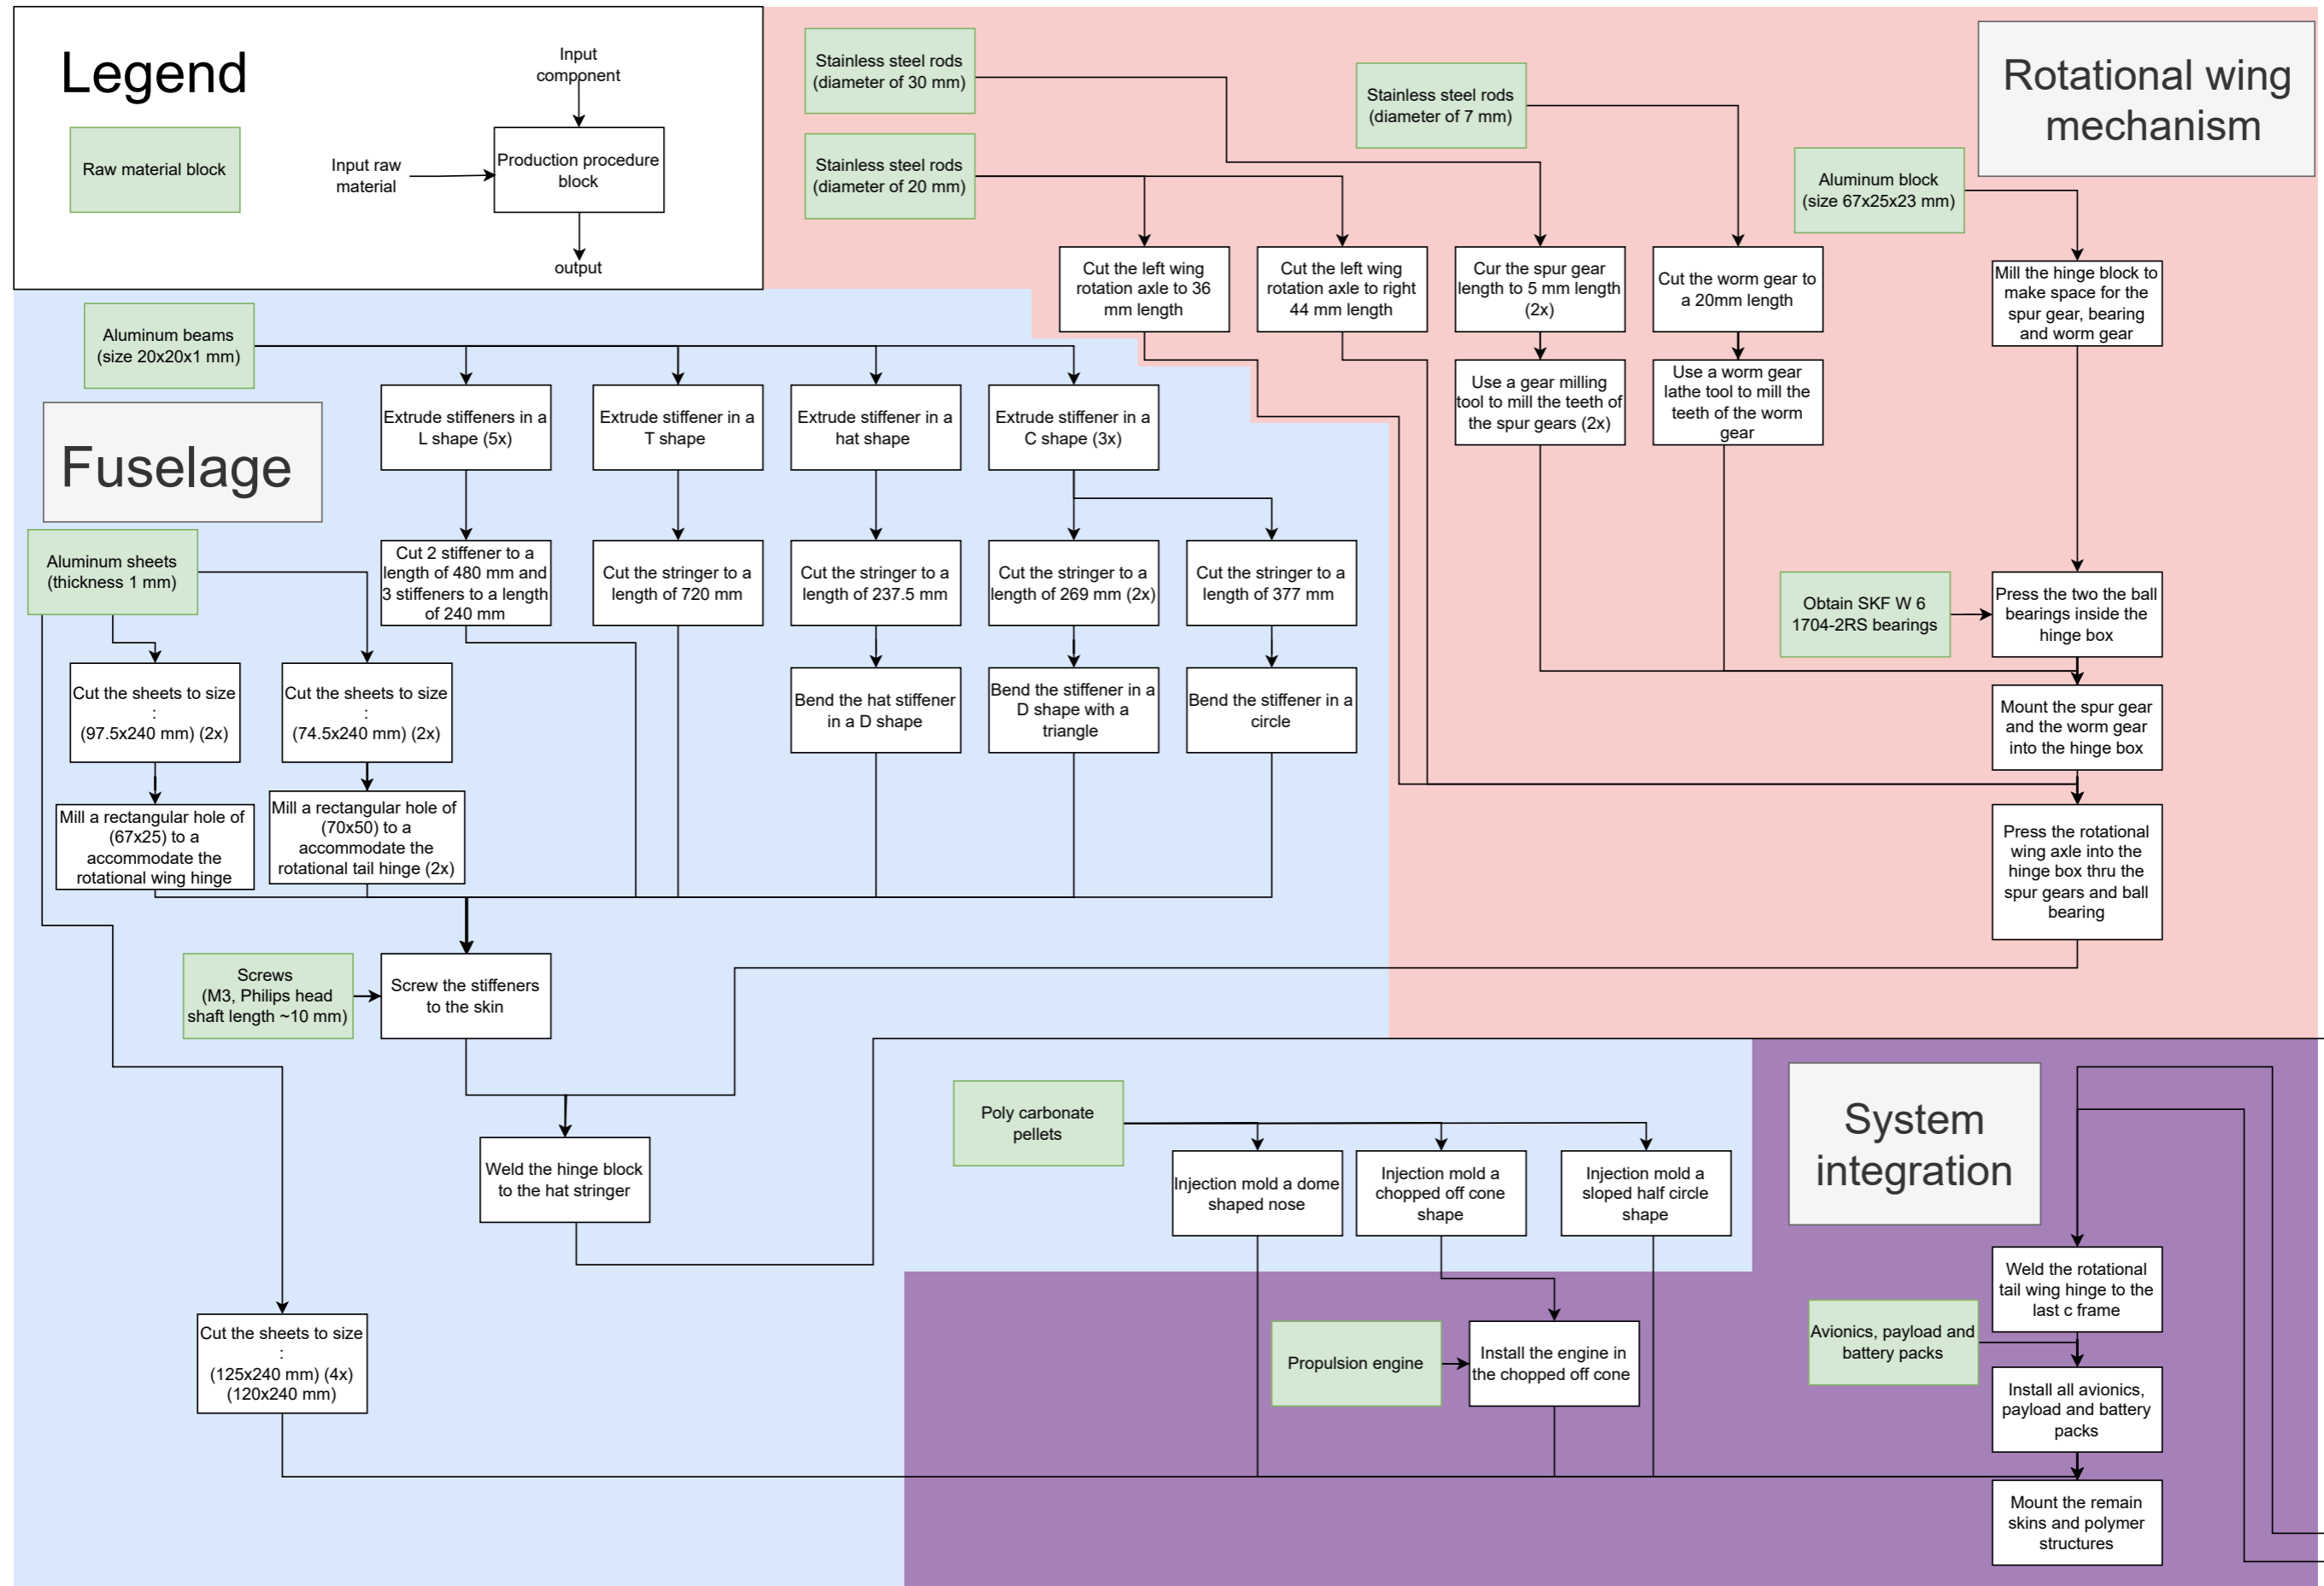 Legend
Input
component
Raw material block
Input raw
material
Production procedure
block
output
Stainless steel rods
(diameter of 30 mm)
Stainless steel rods
(diameter of 7 mm)
Rotational wing
mechanism
Stainless steel rods
(diameter of 20 mm)
Aluminum block
(size 67x25x23 mm)
Cut the left wing
rotation axle to 36
mm length
Cut the left wing
rotation axle to right
44 mm length
Cur the spur gear
length to 5 mm length
(2x)
Cut the worm gear to
a 20mm length
Mill the hinge block to
make space for the
spur gear, bearing
and worm gear
Use a gear milling
tool to mill the teeth of
the spur gears (2x)
Use a worm gear
lathe tool to mill the
teeth of the worm
gear
Obtain SKF W 6
1704-2RS bearings
Press the two the ball
bearings inside the
hinge box
Mount the spur gear
and the worm gear
into the hinge box
Press the rotational
wing axle into the
hinge box thru the
spur gears and ball
bearing
Aluminum beams
(size 20x20x1 mm)
Fuselage
Extrude stiffeners in a
L shape (5x)
Extrude stiffener in a
T shape
Extrude stiffener in a
hat shape
Extrude stiffener in a
C shape (3x)
Aluminum sheets
(thickness 1 mm)
Cut 2 stiffener to a
length of 480 mm and
3 stiffeners to a length
of 240 mm
Cut the stringer to a
length of 720 mm
Cut the stringer to a
length of 237.5 mm
Cut the stringer to a
length of 269 mm (2x)
Cut the stringer to a
length of 377 mm
Cut the sheets to size
:
(97.5x240 mm) (2x)
Cut the sheets to size
:
(74.5x240 mm) (2x)
Bend the hat stiffener
in a D shape
Bend the stiffener in a
D shape with a
triangle
Bend the stiffener in a
circle
Mill a rectangular hole of
(67x25) to a
accommodate the
rotational wing hinge
Mill a rectangular hole of
(70x50) to a
accommodate the
rotational tail hinge (2x)
Screws
(M3, Philips head
shaft length ~10 mm)
Screw the stiffeners
to the skin
Weld the hinge block
to the hat stringer
Poly carbonate
pellets
Injection mold a dome
shaped nose
Injection mold a
chopped off cone
shape
Injection mold a
sloped half circle
shape
System
integration
Weld the rotational
tail wing hinge to the
last c frame
Avionics, payload and
battery packs
Propulsion engine
Install the engine in
the chopped off cone
Install all avionics,
payload and battery
packs
Cut the sheets to size
:
(125x240 mm) (4x)
(120x240 mm)
Mount the remain
skins and polymer
structures